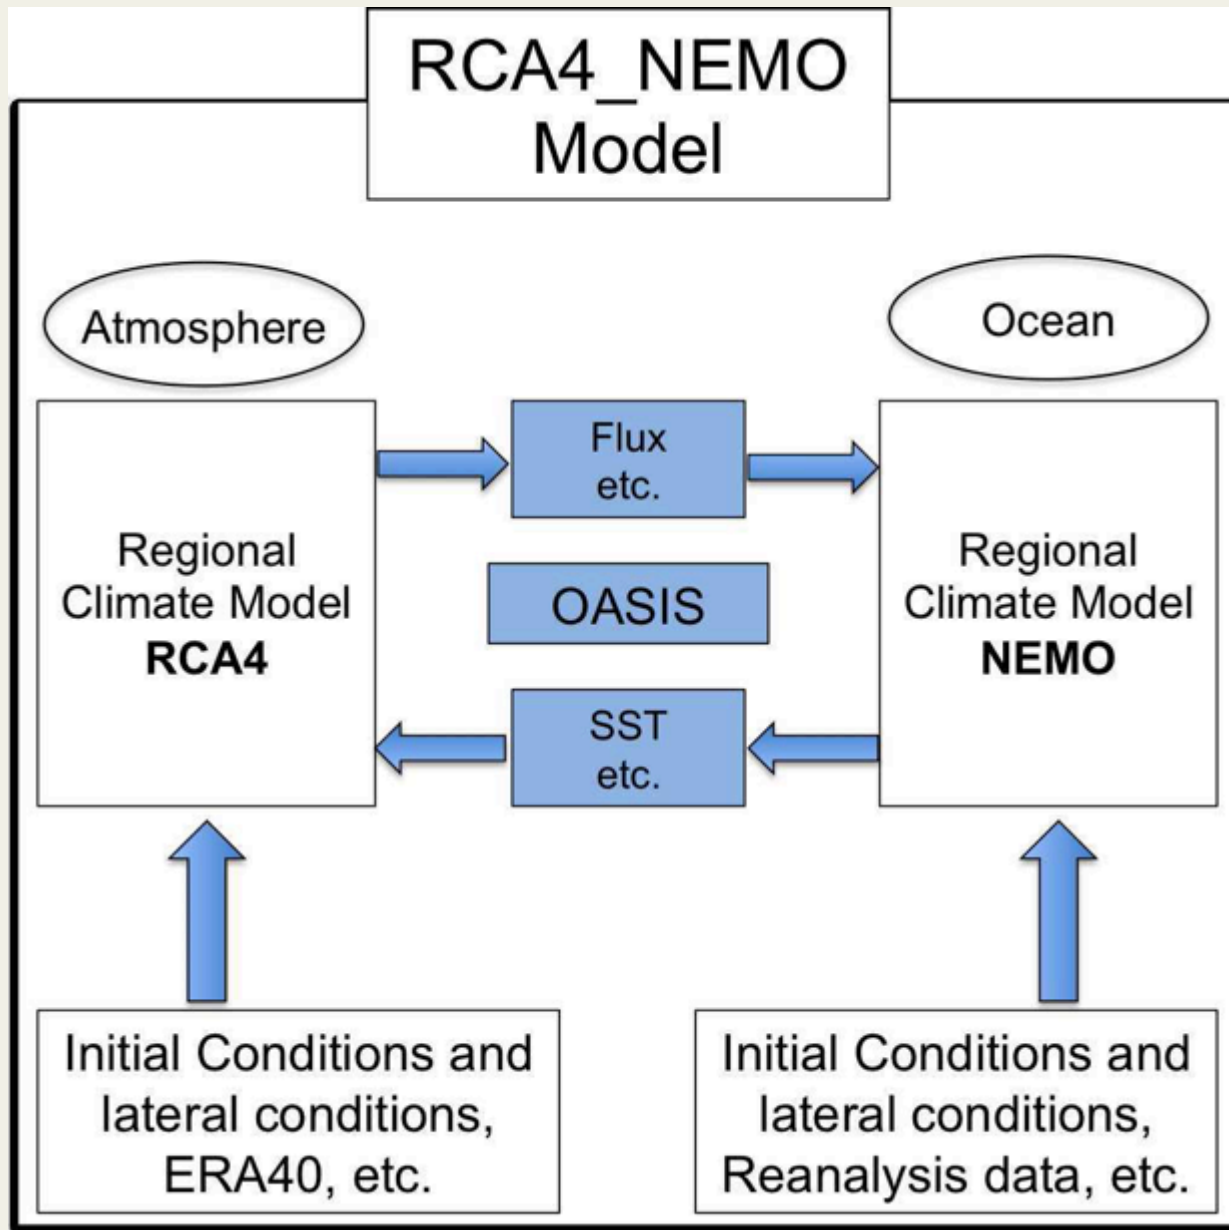 RCA4_NEMO
Model
Atmosphere
Ocean
Regional
Climate Model
RCA4
Flux
etc.
OASIS
SST
etc.
Regional
Climate Model
NEMO
Initial Conditions and
lateral conditions,
ERA40, etc.
Initial Conditions and
lateral conditions,
Reanalysis data, etc.